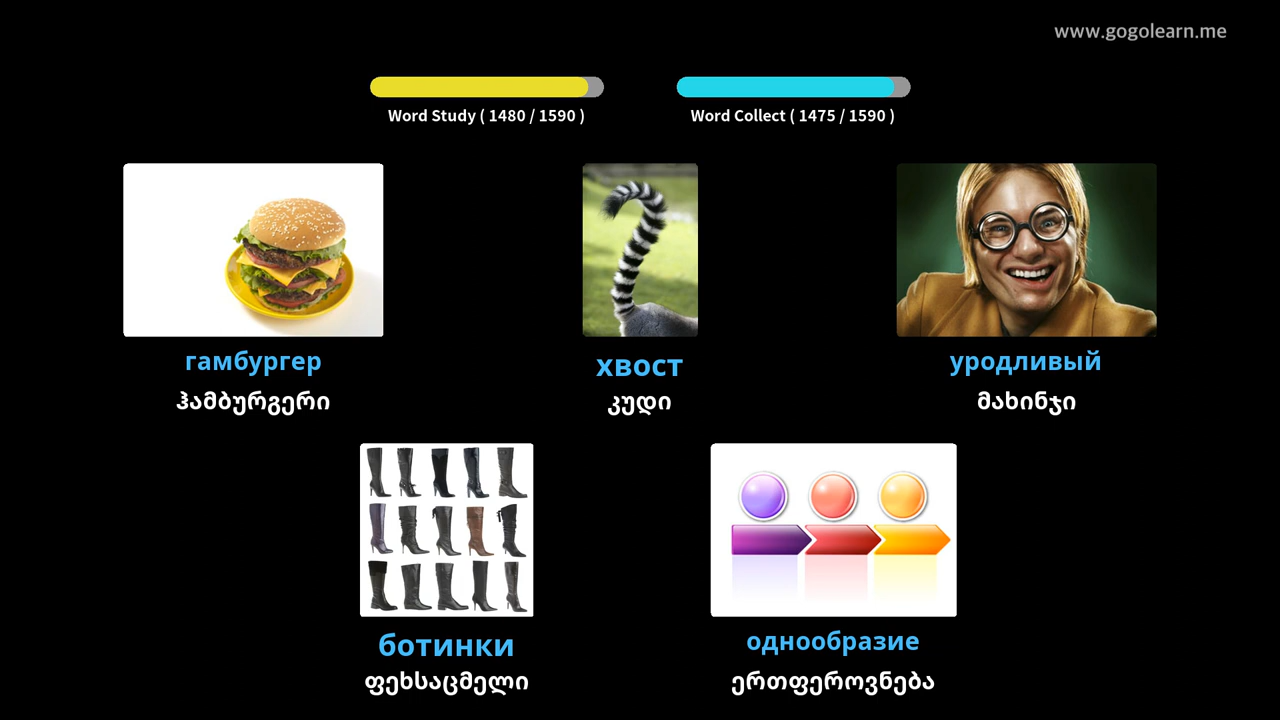 www.gogolearn.me
Word Study ( 1480 / 1590 )
Word Collect ( 1475 / 1590 )
гамбургер
ჰამბურგერი
хвост
კუდი
уродливый
მახინჯი
ботинки
ფეხსაცმელი
однообразие
ერთფეროვნება